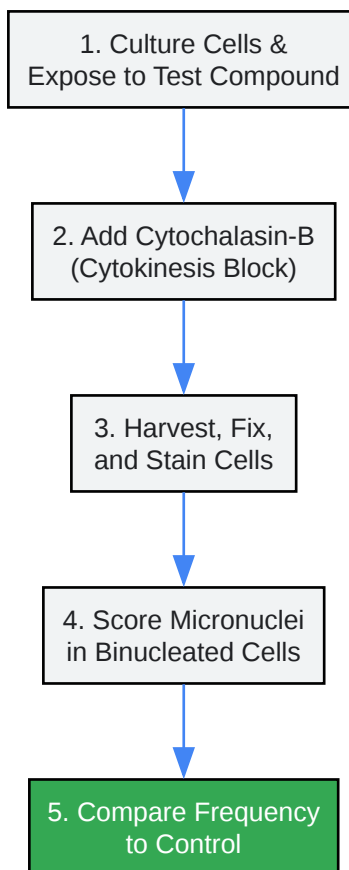 1. Culture Cells &
Expose to Test Compound
2. Add Cytochalasin-B
(Cytokinesis Block)
3. Harvest, Fix,
and Stain Cells
4. Score Micronuclei
in Binucleated Cells
5. Compare Frequency
to Control